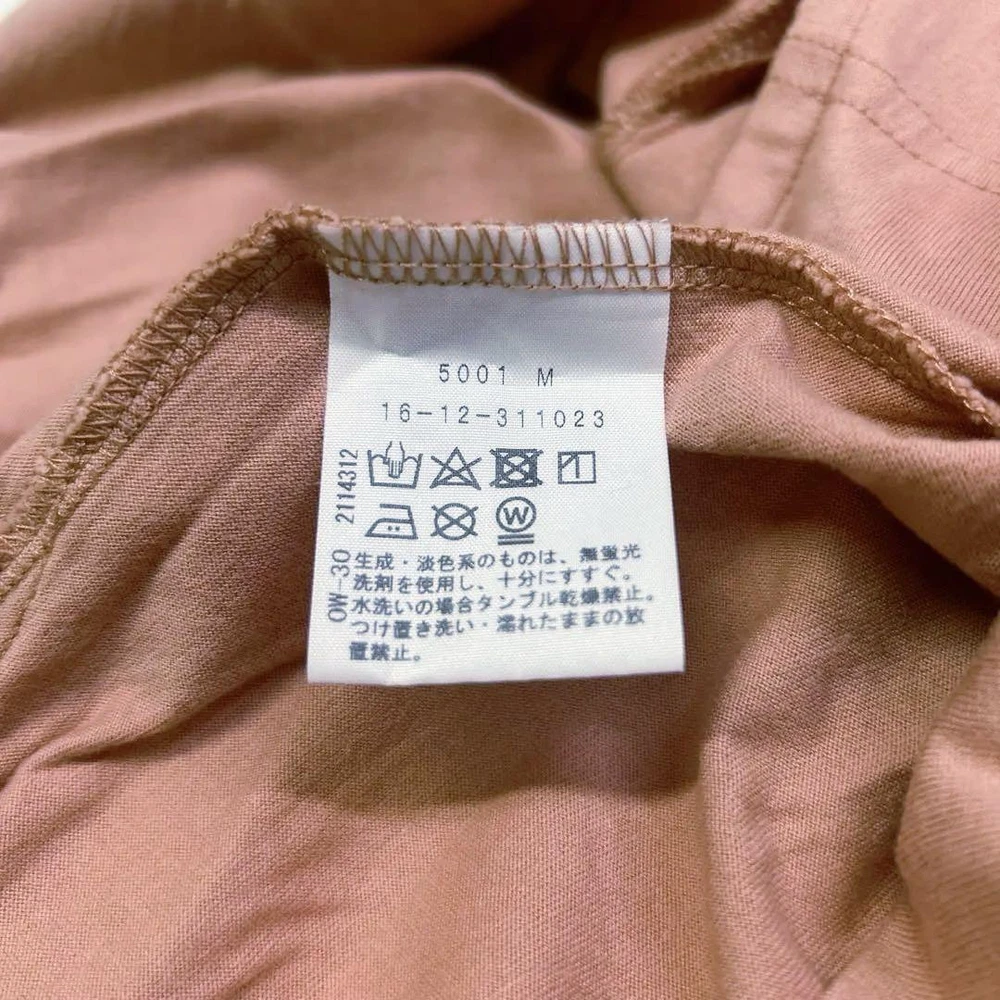 5001 M
16-12-311023
OW-30 2114312
W
生成・淡色系のものは、無蛍光
洗剤を使用し、十分にすすぐ。
水洗いの場合タンブル乾燥禁止。
つけ置き洗い・濡れたままの放
置禁止。